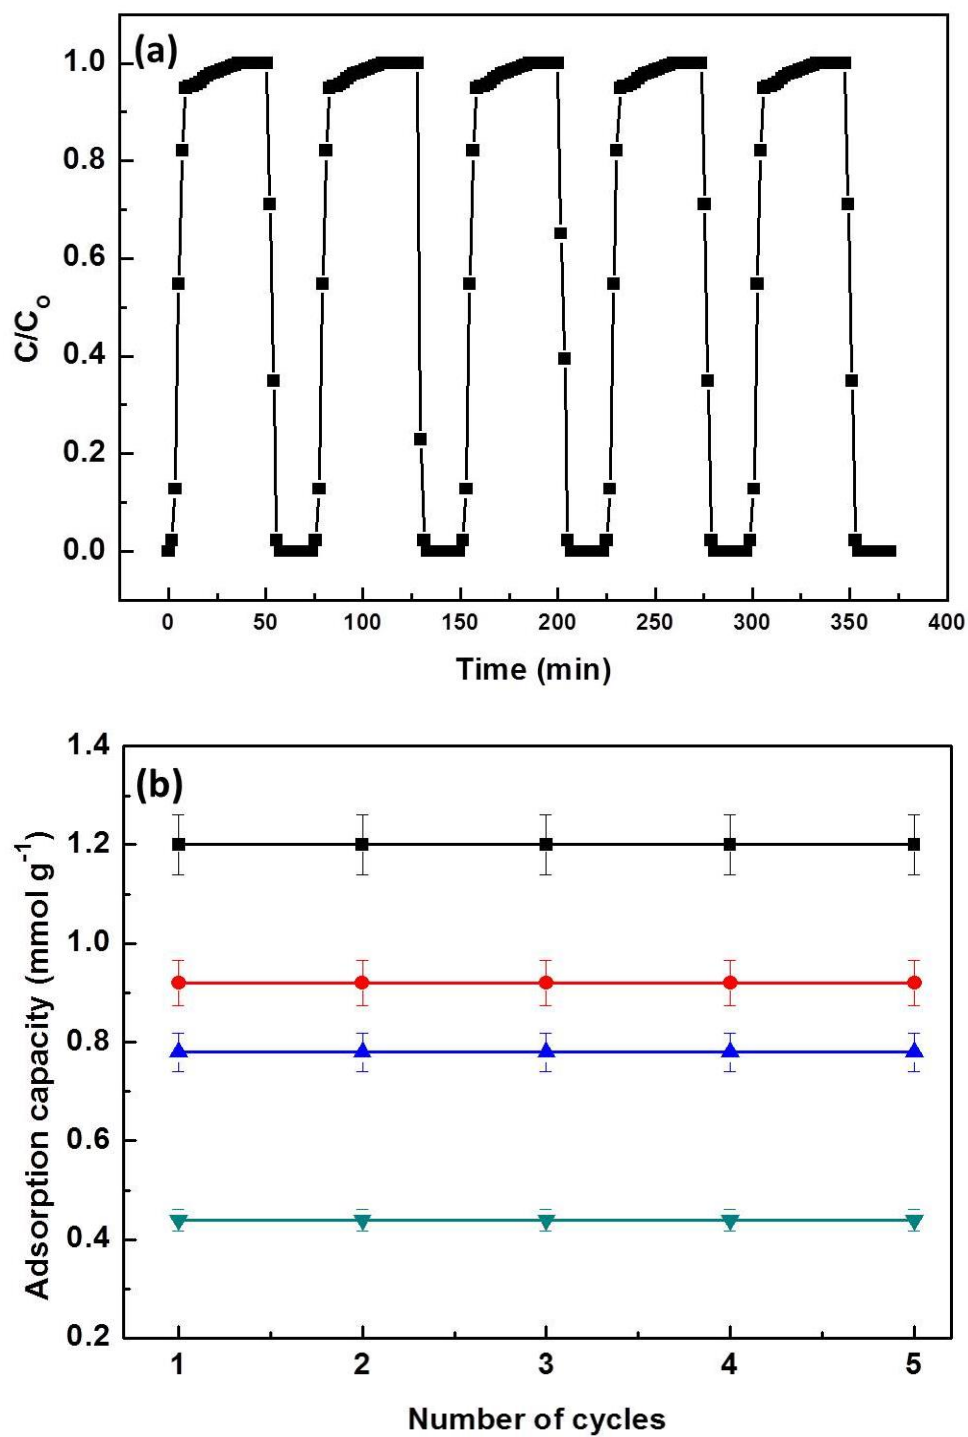 (a)
1.0
0.8
0.6
0.4
0.2
0.0
C/Co
0 50 100 150 200 250 300 350 400
Time (min)
(b)
1.4
1.2
1.0
0.8
0.6
0.4
0.2
Adsorption capacity (mmol g-1)
1 2 3 4 5
Number of cycles